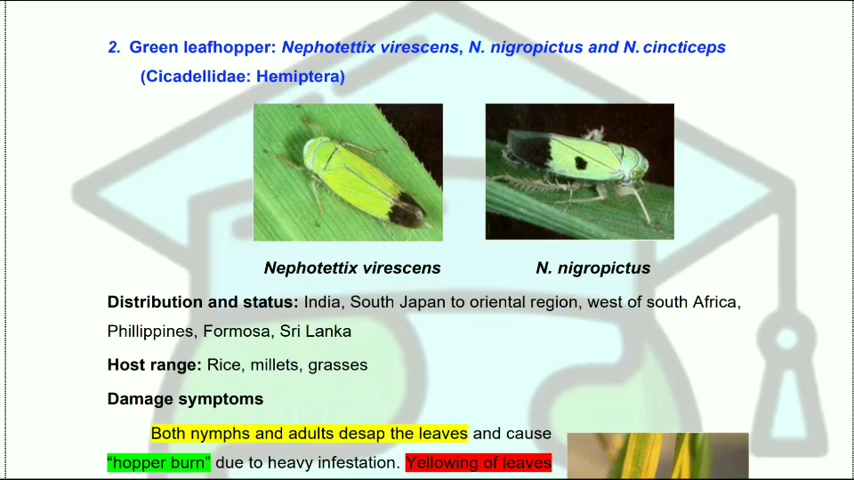 2. Green leafhopper: Nephotettix virescens, N. nigropictus and N. cincticeps
(Cicadellidae: Hemiptera)
Nephotettix virescens
N. nigropictus
Distribution and status: India, South Japan to oriental region, west of south Africa,
Phillippines, Formosa, Sri Lanka
Host range: Rice, millets, grasses
Damage symptoms
Both nymphs and adults desap the leaves and cause
“hopper burn” due to heavy infestation. Yellowing of leaves